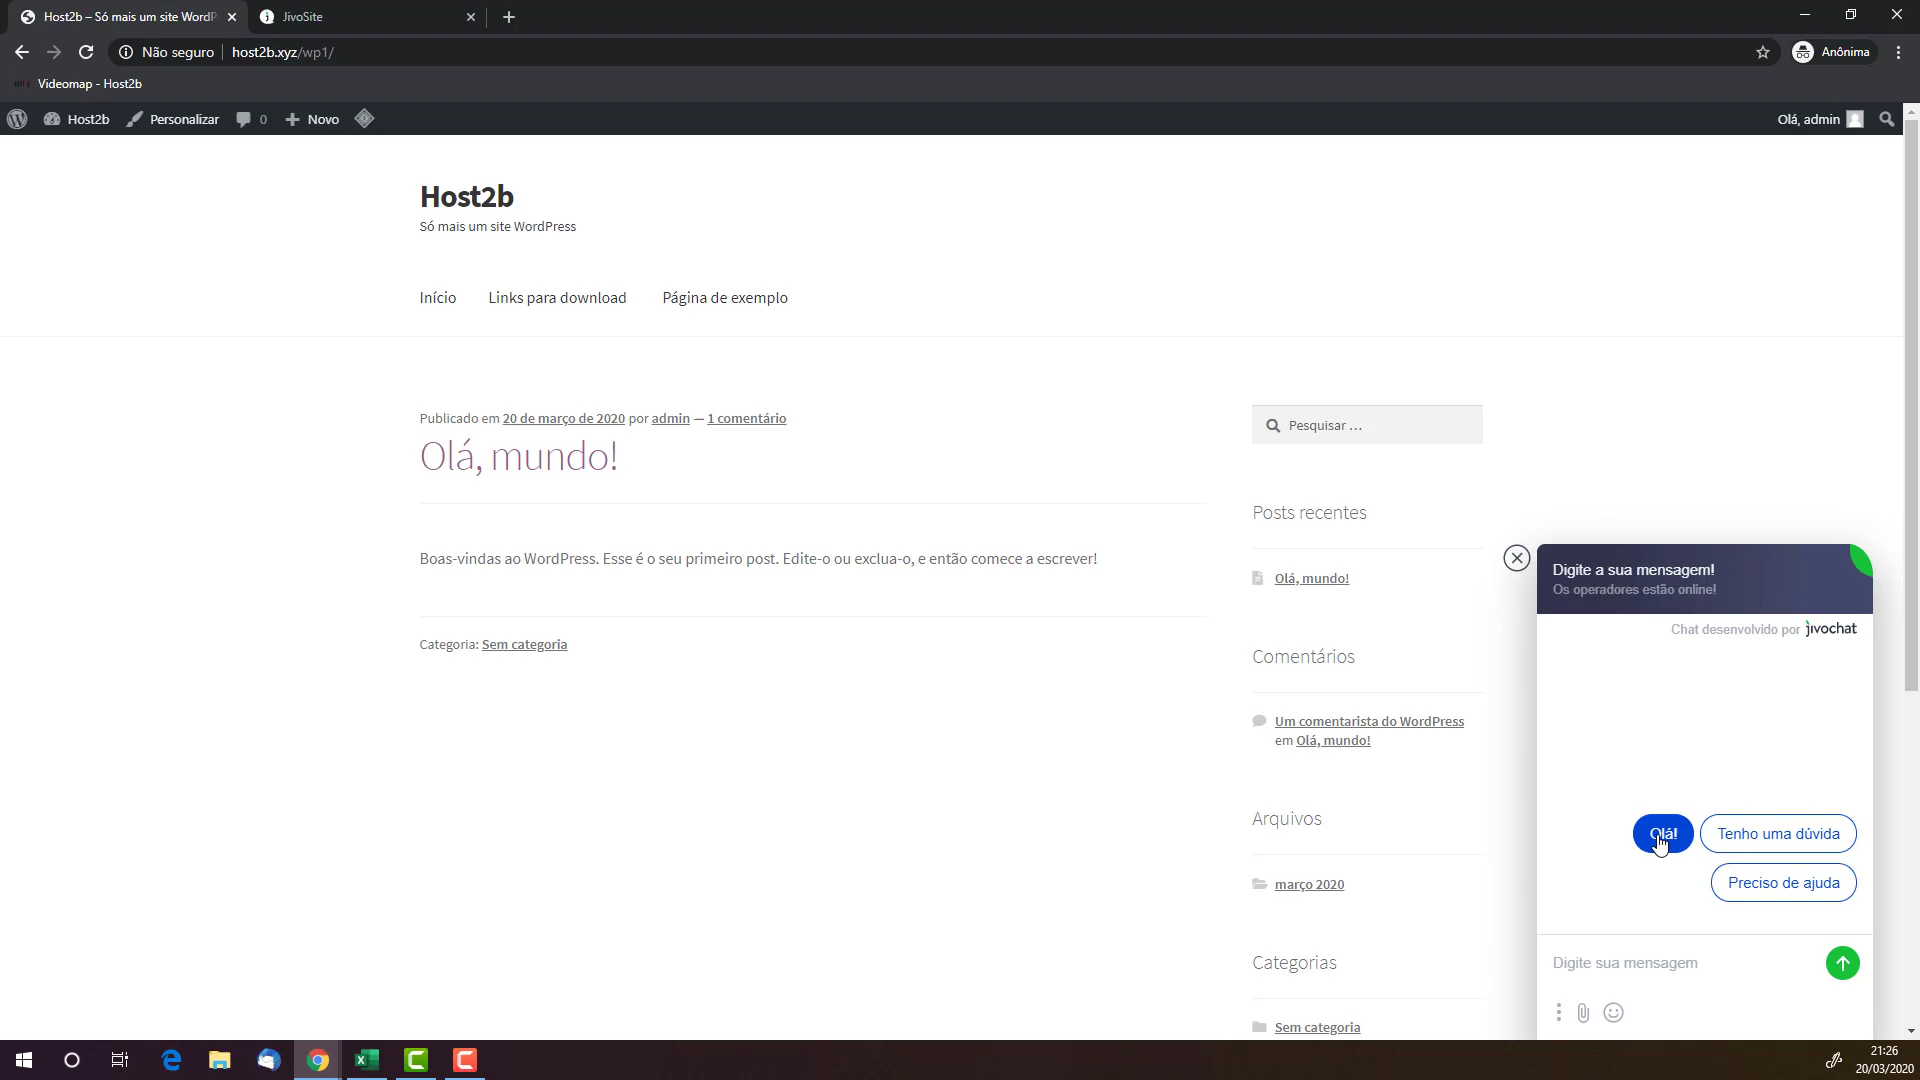 Host2b – Só mais um site WordP
JivoSite
Não seguro
host2b.xyz/wp1/
Anônima
Videomap - Host2b
Host2b
Personalizar
0
Novo
Olá, admin
Host2b
Só mais um site WordPress
Início
Links para download
Página de exemplo
Publicado em 20 de março de 2020 por admin — 1 comentário
Olá, mundo!
Boas-vindas ao WordPress. Esse é o seu primeiro post. Edite-o ou exclua-o, e então comece a escrever!
Categoria: Sem categoria
Pesquisar …
Posts recentes
Olá, mundo!
Comentários
Um comentarista do WordPress
em Olá, mundo!
Arquivos
março 2020
Categorias
Sem categoria
Digite a sua mensagem!
Os operadores estão online!
Chat desenvolvido por jivochat
Olá!
Tenho uma dúvida
Preciso de ajuda
Digite sua mensagem
21:26
20/03/2020